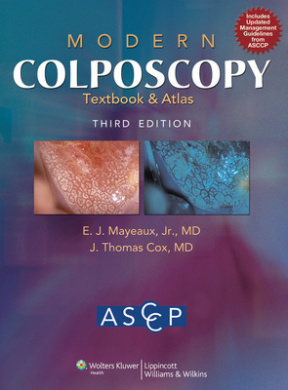 Includes
Updated
Management
Guidelines
from
ASCCP
MODERN
COLPOSCOPY
Textbook & Atlas
THIRD EDITION
E. J. Mayeaux, Jr., MD
J. Thomas Cox, MD
ASCCP
Wolters Kluwer
Health
Lippincott
Williams & Wilkins